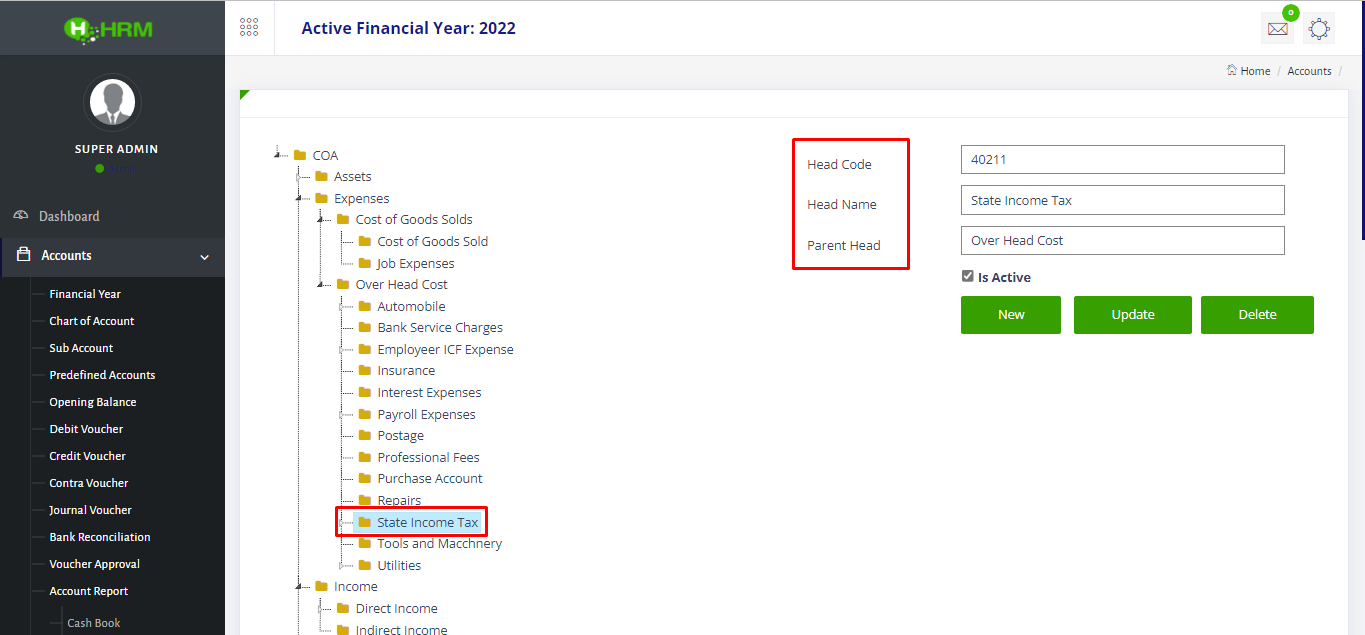 H HRM
Active Financial Year: 2022
0
Home / Accounts /
SUPER ADMIN
Dashboard
Accounts
Financial Year
Chart of Account
Sub Account
Predefined Accounts
Opening Balance
Debit Voucher
Credit Voucher
Contra Voucher
Journal Voucher
Bank Reconciliation
Voucher Approval
Account Report
Cash Book
COA
Assets
Expenses
Cost of Goods Solds
Cost of Goods Sold
Job Expenses
Over Head Cost
Automobile
Bank Service Charges
Employeer ICF Expense
Insurance
Interest Expenses
Payroll Expenses
Postage
Professional Fees
Purchase Account
Repairs
State Income Tax
Tools and Macchnery
Utilities
Income
Direct Income
Indirect Income
Head Code
40211
Head Name
State Income Tax
Parent Head
Over Head Cost
Is Active
New Update Delete